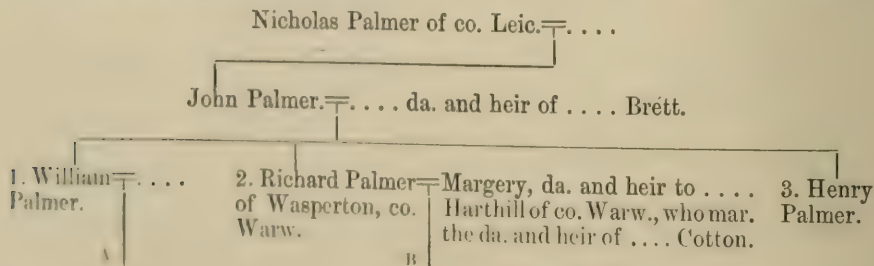 Nicholas Palmer of co. Leic.=. . . .
John Palmer.=. . . . da. and heir of . . . . Brett.
1. William=. . . .
Palmer.
2. Richard Palmer=
of Wasperton, co.
Warw.
Margery, da. and heir to . . . .
Harthill of co. Warw., who mar.
the da. and heir of . . . . Cotton.
3. Henry
Palmer.
A
B